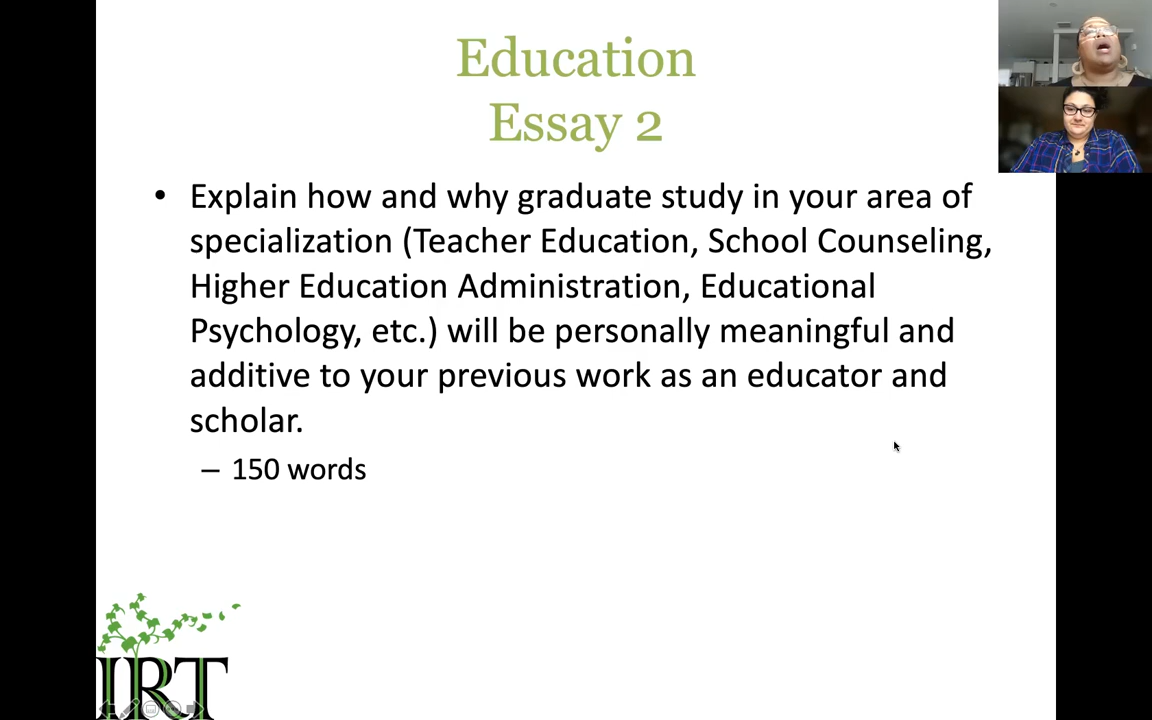 Education
Essay 2
• Explain how and why graduate study in your area of
specialization (Teacher Education, School Counseling,
Higher Education Administration, Educational
Psychology, etc.) will be personally meaningful and
additive to your previous work as an educator and
scholar.
– 150 words
IRT